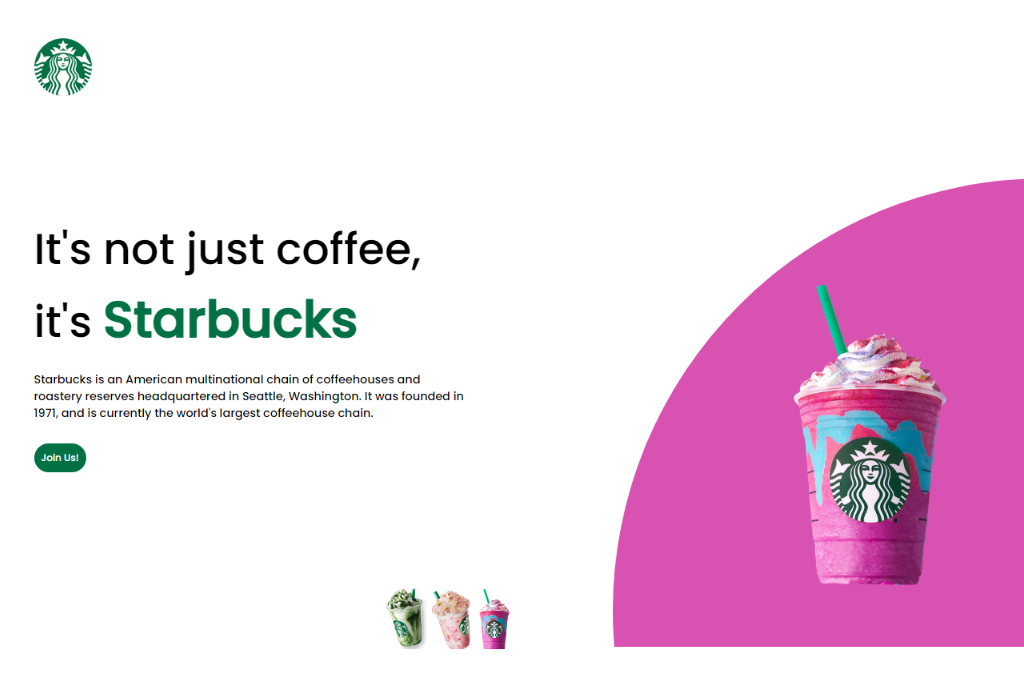 It's not just coffee,
it's Starbucks
Starbucks is an American multinational chain of coffeehouses and
roastery reserves headquartered in Seattle, Washington. It was founded in
1971, and is currently the world's largest coffeehouse chain.
Join Us!